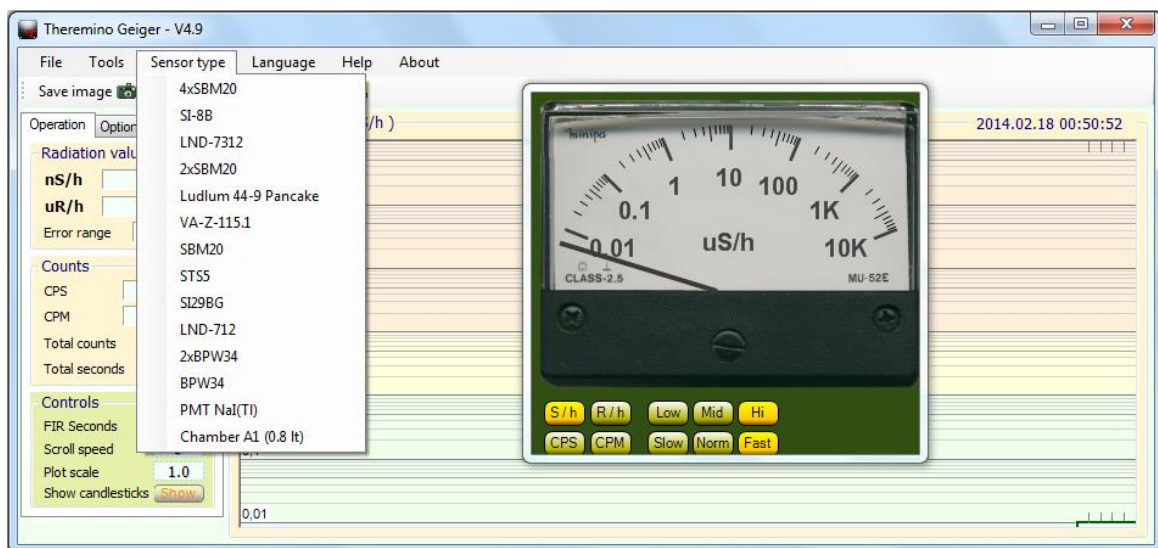 Theremino Geiger - V4.9
File Tools Sensor type Language Help About
Save image
4xSBM20
SI-8B
LND-7312
2xSBM20
Ludlum 44-9 Pancake
VA-Z-115.1
SBM20
STS5
SI29BG
LND-712
2xBPW34
BPW34
PMT NaI(Tl)
Chamber A1 (0.8 lt)
Operation Option
/h )
2014.02.18 00:50:52
Radiation valu
nS/h
uR/h
Error range
Counts
CPS
CPM
Total counts
Total seconds
Controls
FIR Seconds
Scroll speed
Plot scale 1.0
Show candlesticks Show
minipa
0.01 0.1 1 10 100 1K 10K
uS/h
CLASS-2.5
MU-52E
S/h R/h Low Mid Hi
CPS CPM Slow Norm Fast
0,01